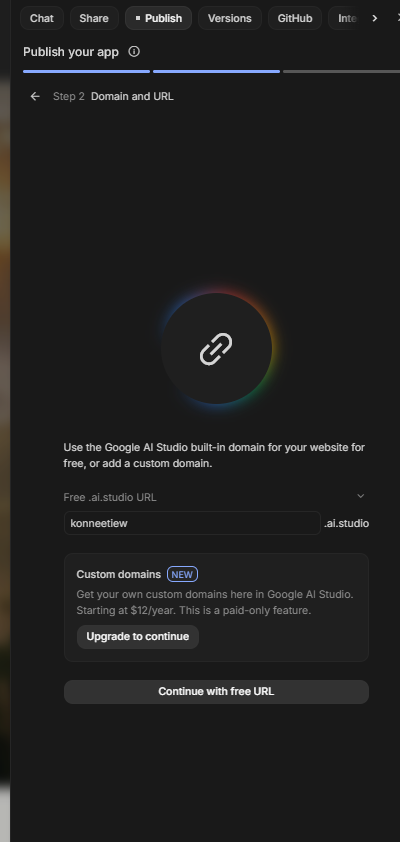 Chat Share Publish Versions GitHub
Publish your app
Step 2 Domain and URL
Use the Google AI Studio built-in domain for your website for
free, or add a custom domain.
Free .ai.studio URL
konneetiew .ai.studio
Custom domains NEW
Get your own custom domains here in Google AI Studio.
Starting at $12/year. This is a paid-only feature.
Upgrade to continue
Continue with free URL